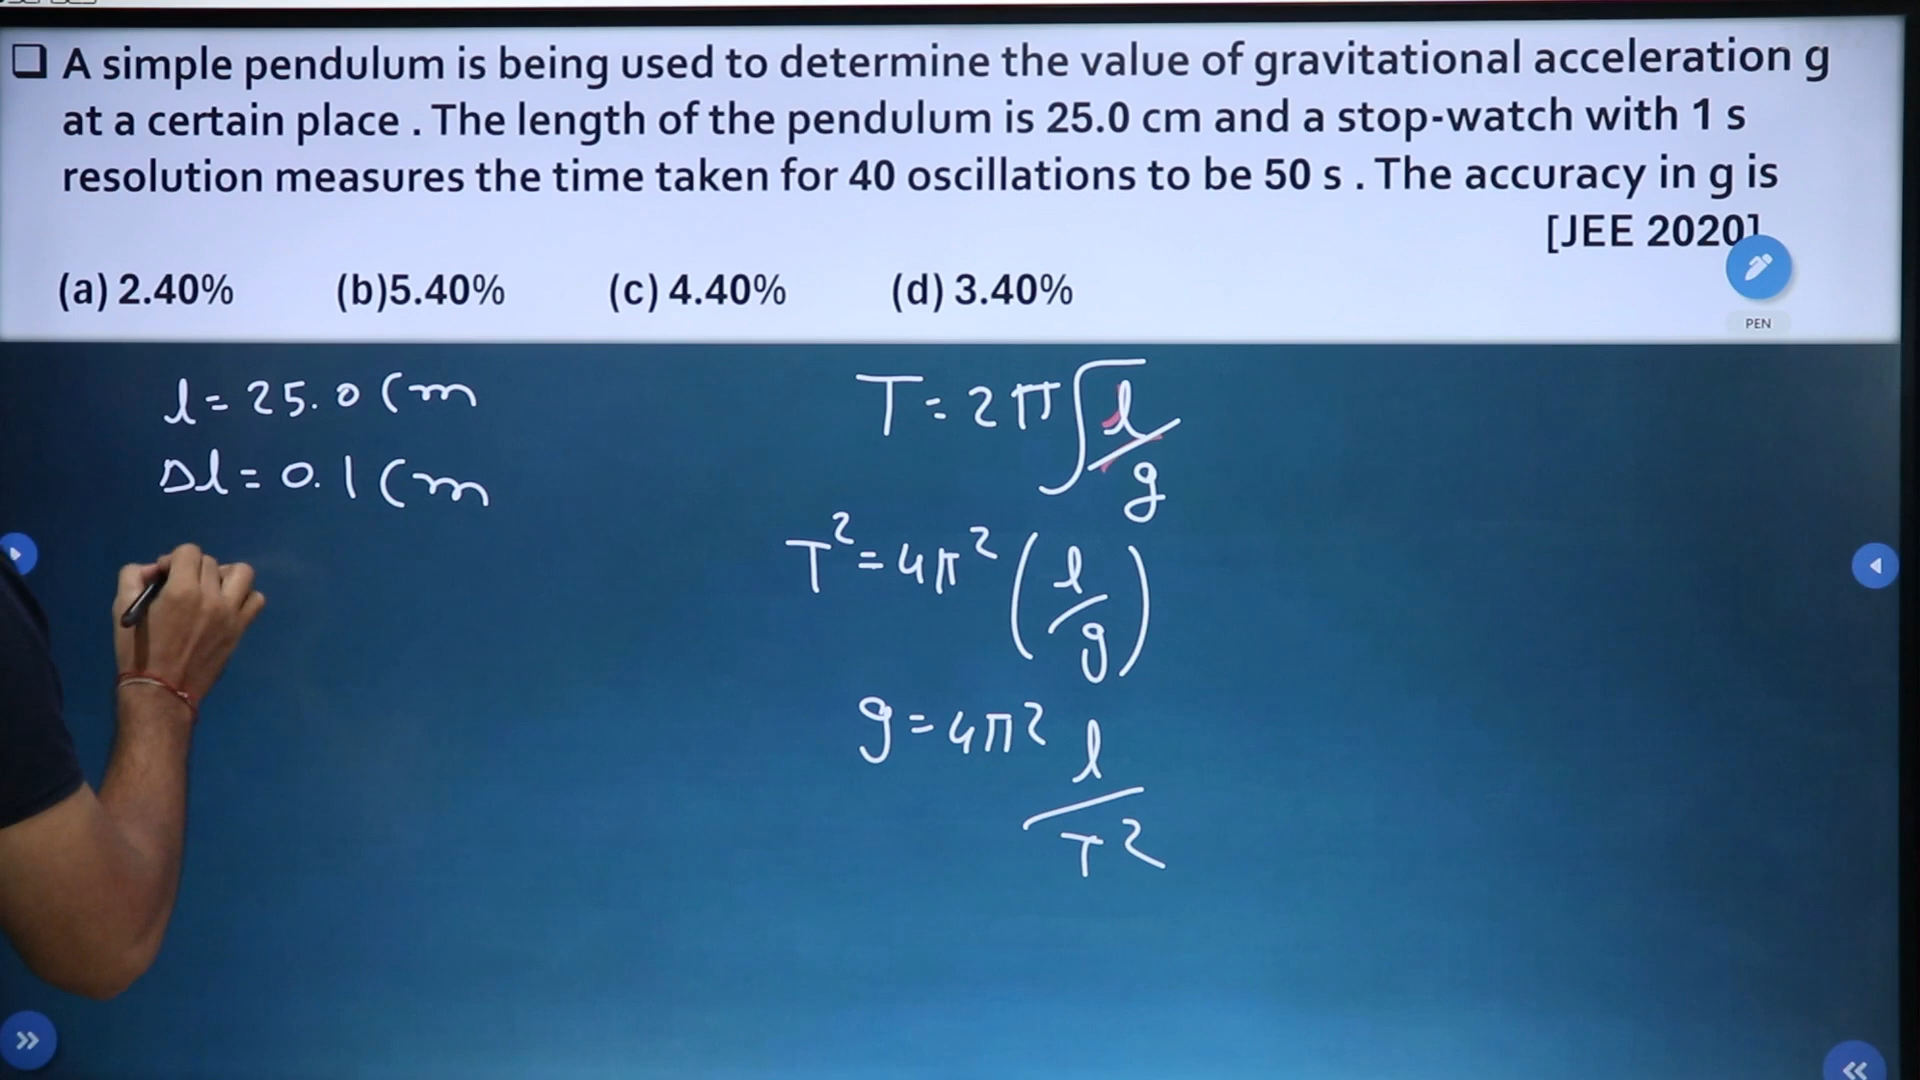 A simple pendulum is being used to determine the value of gravitational acceleration g
at a certain place . The length of the pendulum is 25.0 cm and a stop-watch with 1 s
resolution measures the time taken for 40 oscillations to be 50 s . The accuracy in g is
[JEE 2020]
(a) 2.40% (b)5.40% (c) 4.40% (d) 3.40%
PEN
l = 25.0 Cm
Δl = 0.1 Cm
T = 2π√(l/g)
T² = 4π² (l/g)
g = 4π² l/T²